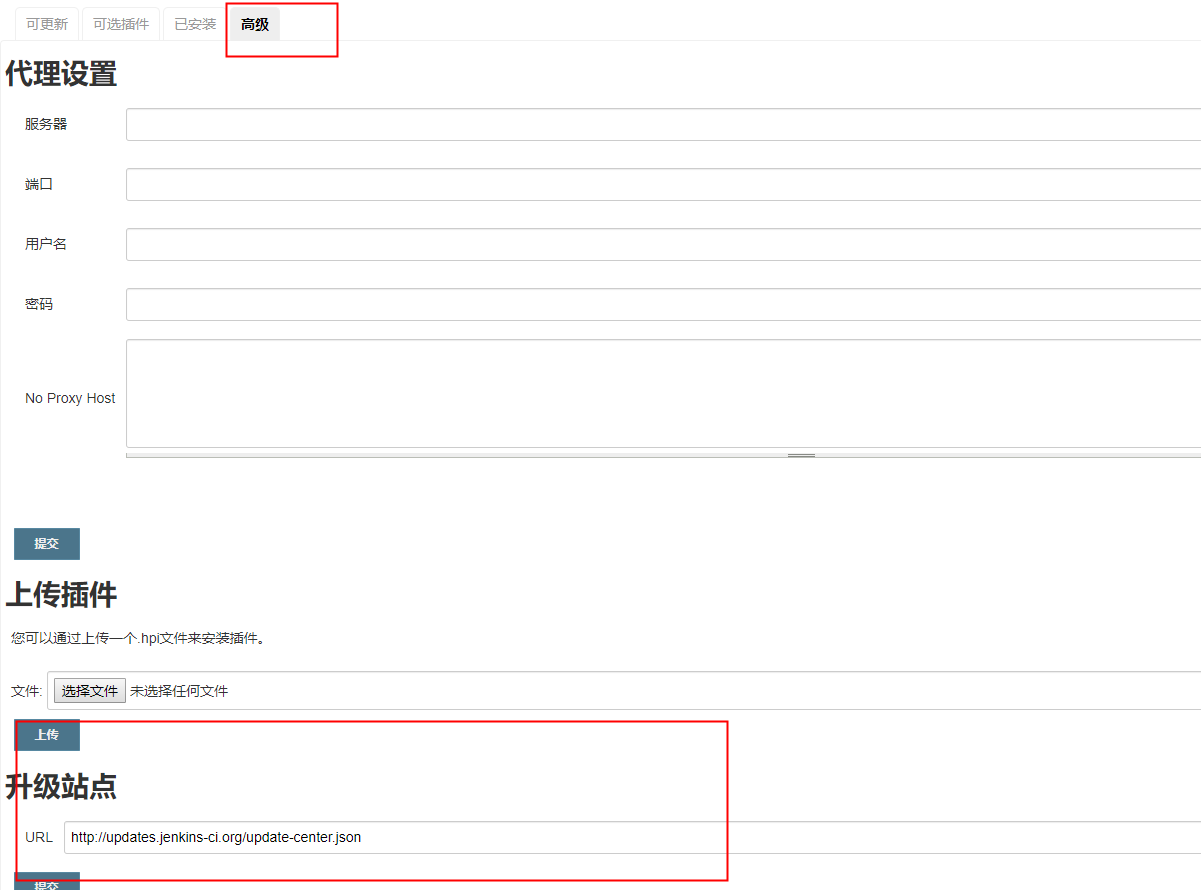 可更新 可选插件 已安装 高级
代理设置
服务器
端口
用户名
密码
No Proxy Host
提交
上传插件
您可以通过上传一个.hpi文件来安装插件。
文件: 选择文件 未选择任何文件
上传
升级站点
URL http://updates.jenkins-ci.org/update-center.json
提交